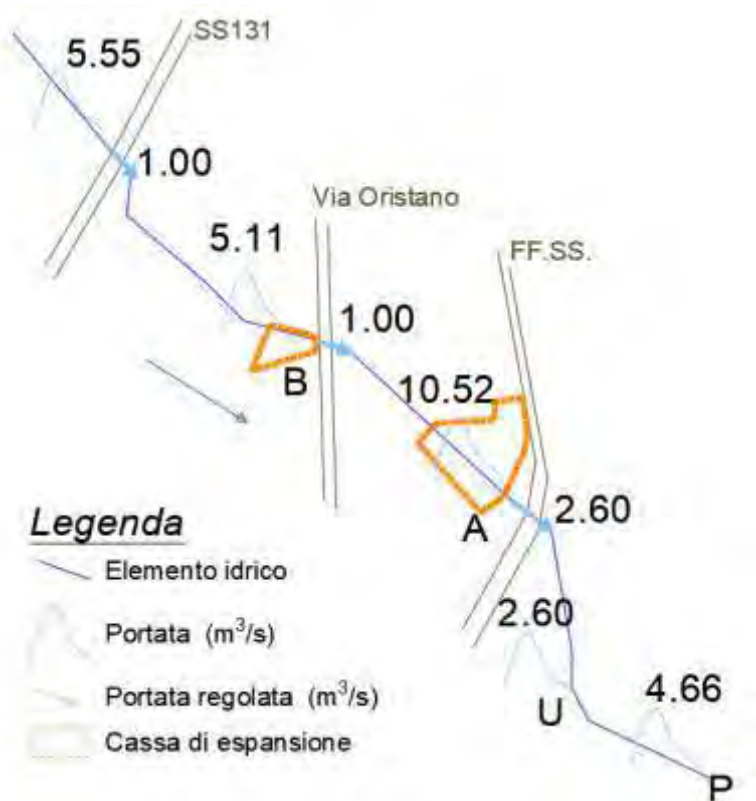 SS131
5.55
1.00
Via Oristano
5.11
FF.SS.
1.00
B
10.52
A
2.60
2.60
U
4.66
P
Legenda
Elemento idrico
Portata (m³/s)
Portata regolata (m³/s)
Cassa di espansione